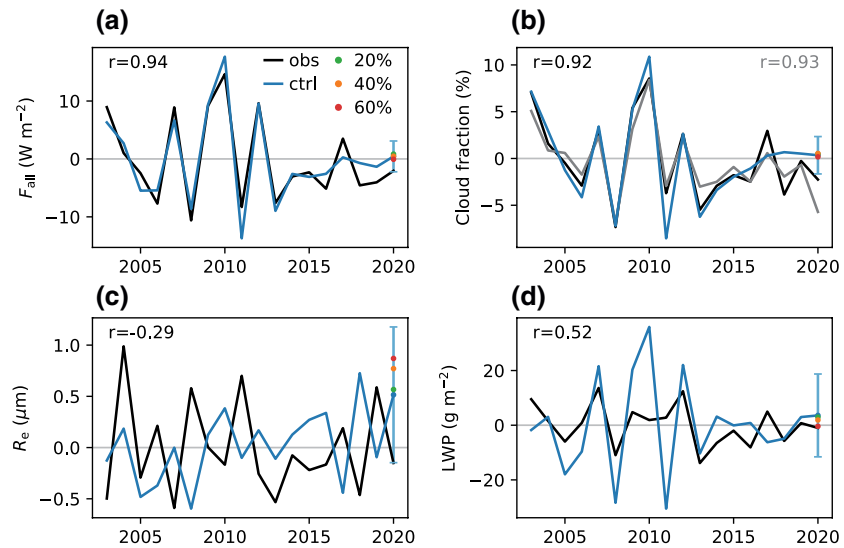 (a)
r=0.94
obs
ctrl
20%
40%
60%
F_all (W m⁻²)
10
0
−10
2005 2010 2015 2020
(b)
r=0.92
r=0.93
Cloud fraction (%)
10
5
0
−5
2005 2010 2015 2020
(c)
r=-0.29
R_e (μm)
1.0
0.5
0.0
−0.5
2005 2010 2015 2020
(d)
r=0.52
LWP (g m⁻²)
20
0
−20
2005 2010 2015 2020